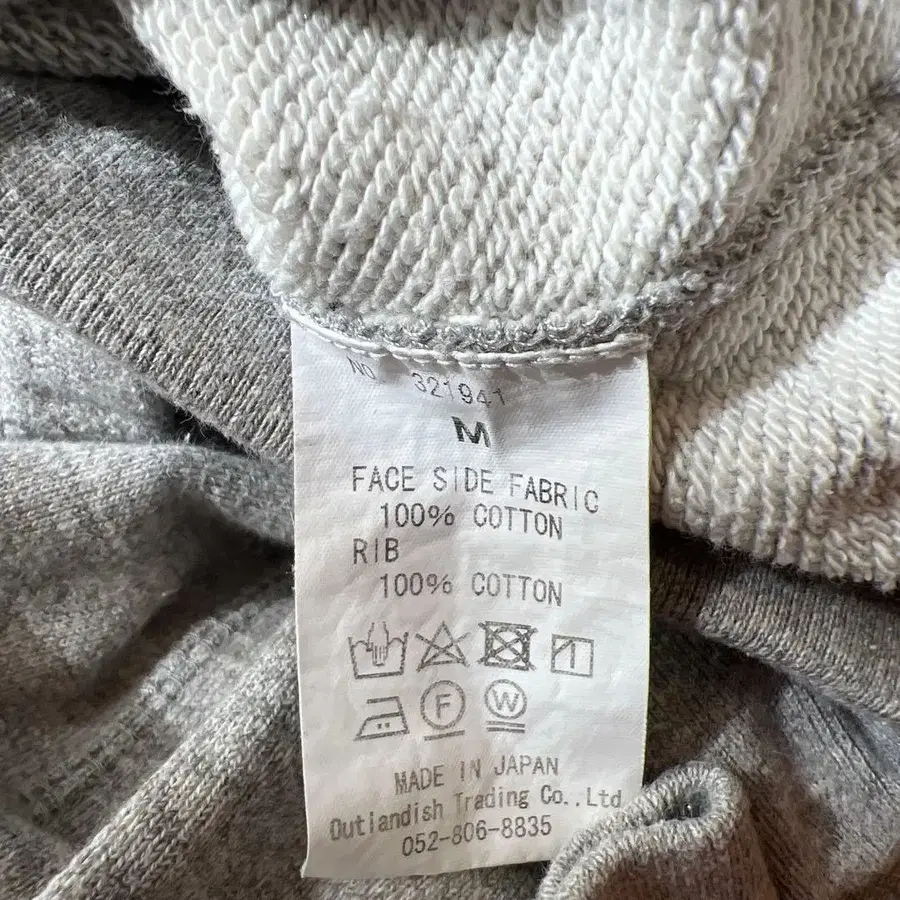 No. 321941
M
FACE SIDE FABRIC
100% COTTON
RIB
100% COTTON
F W
MADE IN JAPAN
Outlandish Trading Co.,Ltd
052-806-8835